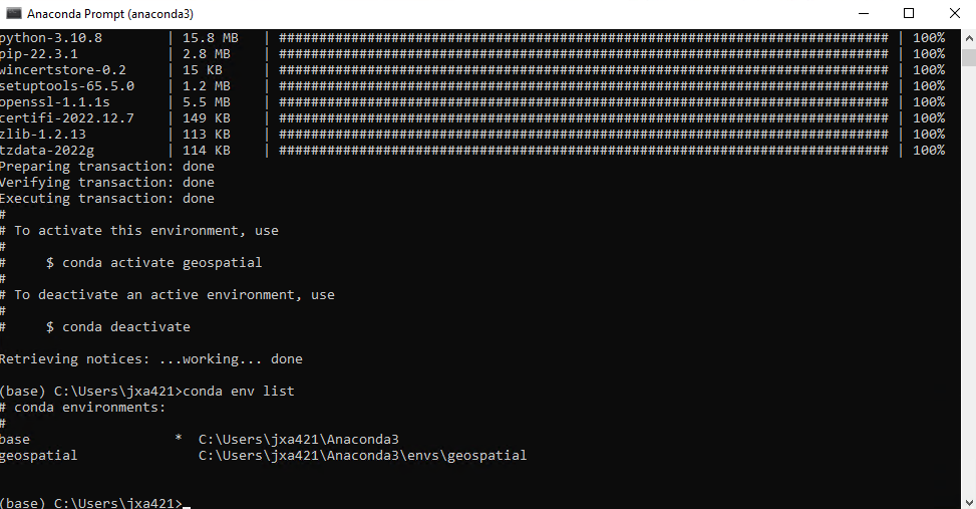 Anaconda Prompt (anaconda3)
python-3.10.8        | 15.8 MB   | ############################################################################ | 100%
pip-22.3.1           | 2.8 MB    | ############################################################################ | 100%
wincertstore-0.2     | 15 KB     | ############################################################################ | 100%
setuptools-65.5.0    | 1.2 MB    | ############################################################################ | 100%
openssl-1.1.1s       | 5.5 MB    | ############################################################################ | 100%
certifi-2022.12.7    | 149 KB    | ############################################################################ | 100%
zlib-1.2.13          | 113 KB    | ############################################################################ | 100%
tzdata-2022g         | 114 KB    | ############################################################################ | 100%
Preparing transaction: done
Verifying transaction: done
Executing transaction: done
#
# To activate this environment, use
#
#     $ conda activate geospatial
#
# To deactivate an active environment, use
#
#     $ conda deactivate
Retrieving notices: ...working... done
(base) C:\Users\jxa421>conda env list
# conda environments:
#
base                  *  C:\Users\jxa421\Anaconda3
geospatial               C:\Users\jxa421\Anaconda3\envs\geospatial
(base) C:\Users\jxa421>_